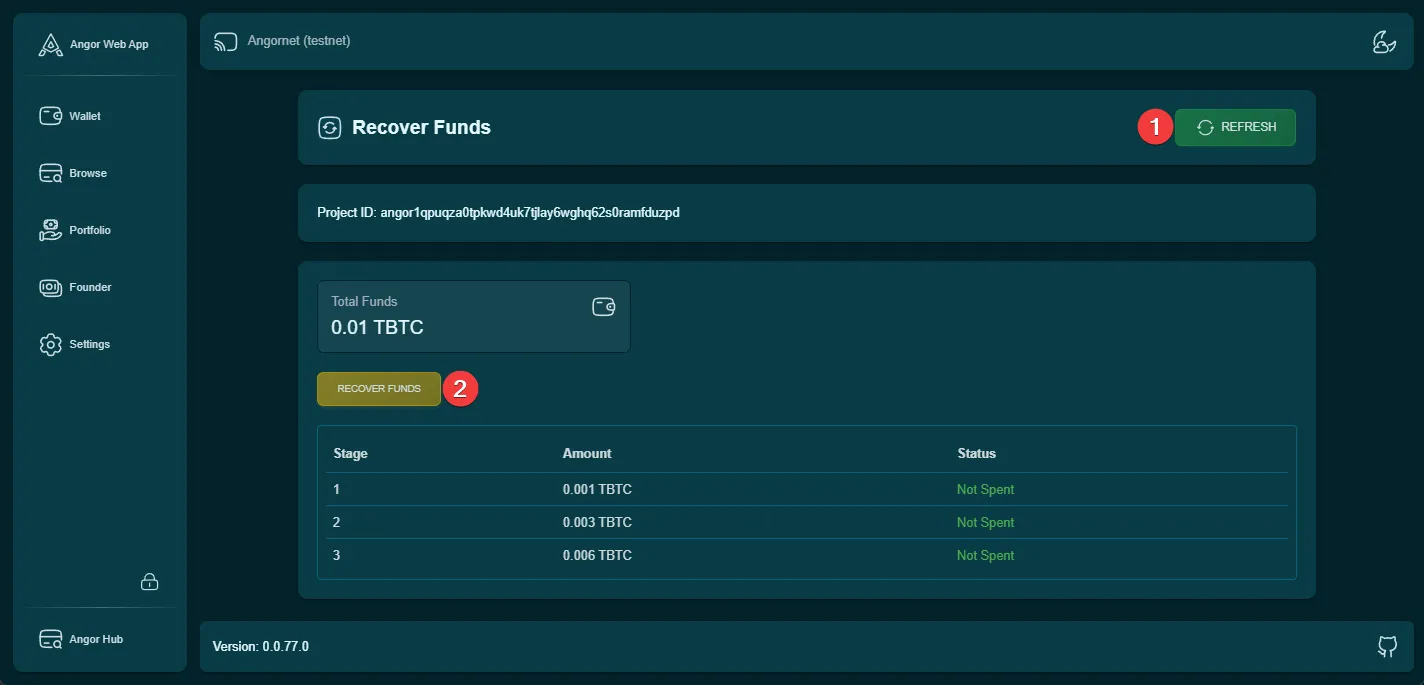 Angor Web App
Angornet (testnet)
Wallet
Browse
Portfolio
Founder
Settings
Angor Hub
Recover Funds
1
REFRESH
Project ID: angor1qpuqza0tpkwd4uk7tjlay6wghq62s0ramfduzpd
Total Funds
0.01 TBTC
RECOVER FUNDS
2
Stage Amount Status
1 0.001 TBTC Not Spent
2 0.003 TBTC Not Spent
3 0.006 TBTC Not Spent
Version: 0.0.77.0